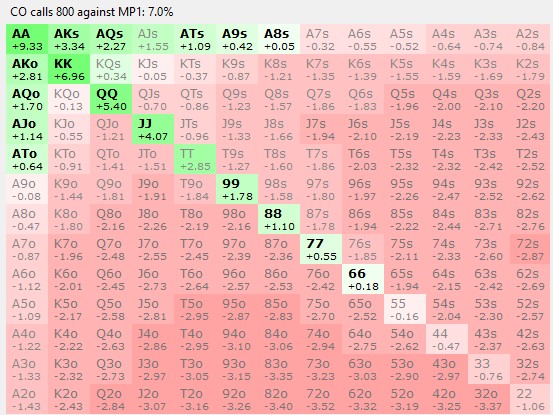 CO calls 800 against MP1: 7.0%
AA AKs AQs AJs ATs A9s A8s A7s A6s A5s A4s A3s A2s
+9.33 +3.34 +2.27 +1.55 +1.09 +0.42 +0.05 -0.32 -0.55 -0.52 -0.64 -0.74 -0.84
AKo KK KQs KJs KTs K9s K8s K7s K6s K5s K4s K3s K2s
+2.81 +6.96 +0.34 -0.05 -0.37 -0.87 -1.21 -1.35 -1.39 -1.55 -1.59 -1.69 -1.79
AQo KQo QQ QJs QTs Q9s Q8s Q7s Q6s Q5s Q4s Q3s Q2s
+1.70 -0.13 +5.40 -0.70 -0.86 -1.23 -1.57 -1.86 -1.83 -1.96 -2.00 -2.10 -2.20
AJo KJo QJo JJ JTs J9s J8s J7s J6s J5s J4s J3s J2s
+1.14 -0.55 -1.21 +4.07 -0.96 -1.33 -1.66 -1.94 -2.10 -2.19 -2.23 -2.33 -2.43
ATo KTo QTo JTo TT T9s T8s T7s T6s T5s T4s T3s T2s
+0.64 -0.91 -1.41 -1.51 +2.85 -1.27 -1.60 -1.86 -2.03 -2.32 -2.32 -2.42 -2.52
A9o K9o Q9o J9o T9o 99 98s 97s 96s 95s 94s 93s 92s
-0.08 -1.44 -1.81 -1.91 -1.84 +1.98 -1.58 -1.80 -1.97 -2.26 -2.47 -2.52 -2.62
A8o K8o Q8o J8o T8o 98o 88 87s 86s 85s 84s 83s 82s
-0.47 -1.80 -2.16 -2.26 -2.19 -2.16 +1.10 -1.78 -1.94 -2.22 -2.44 -2.71 -2.76
A7o K7o Q7o J7o T7o 97o 87o 77 76s 75s 74s 73s 72s
-0.87 -1.96 -2.48 -2.55 -2.45 -2.39 -2.36 +0.55 -1.85 -2.11 -2.33 -2.60 -2.87
A6o K6o Q6o J6o T6o 96o 86o 76o 66 65s 64s 63s 62s
-1.12 -2.01 -2.45 -2.73 -2.64 -2.57 -2.53 -2.42 +0.18 -1.94 -2.15 -2.42 -2.69
A5o K5o Q5o J5o T5o 95o 85o 75o 65o 55 54s 53s 52s
-1.09 -2.17 -2.58 -2.81 -2.95 -2.87 -2.83 -2.70 -2.52 -0.16 -2.04 -2.30 -2.57
A4o K4o Q4o J4o T4o 94o 84o 74o 64o 54o 44 43s 42s
-1.22 -2.22 -2.63 -2.86 -2.95 -3.10 -3.06 -2.94 -2.75 -2.62 -0.47 -2.37 -2.63
A3o K3o Q3o J3o T3o 93o 83o 73o 63o 53o 43o 33 32s
-1.33 -2.32 -2.73 -2.97 -3.05 -3.15 -3.35 -3.23 -3.03 -2.90 -2.97 -0.76 -2.74
A2o K2o Q2o J2o T2o 92o 82o 72o 62o 52o 42o 32o 22
-1.42 -2.43 -2.84 -3.07 -3.16 -3.26 -3.40 -3.52 -3.32 -3.19 -3.25 -3.37 -1.06